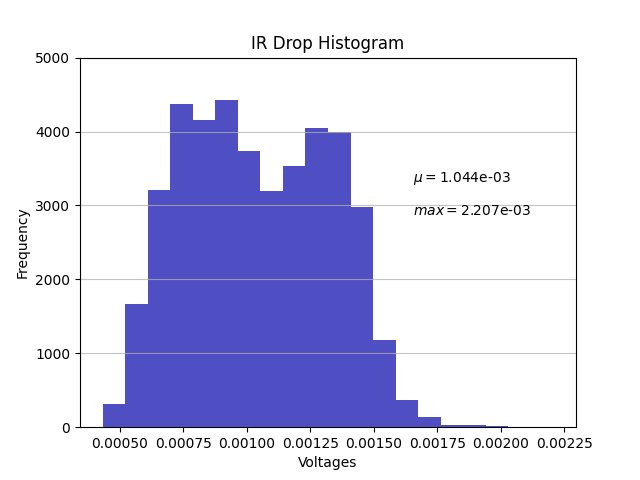 IR Drop Histogram
5000
4000
3000
2000
1000
0
Frequency
μ = 1.044e-03
max = 2.207e-03
0.00050 0.00075 0.00100 0.00125 0.00150 0.00175 0.00200 0.00225
Voltages